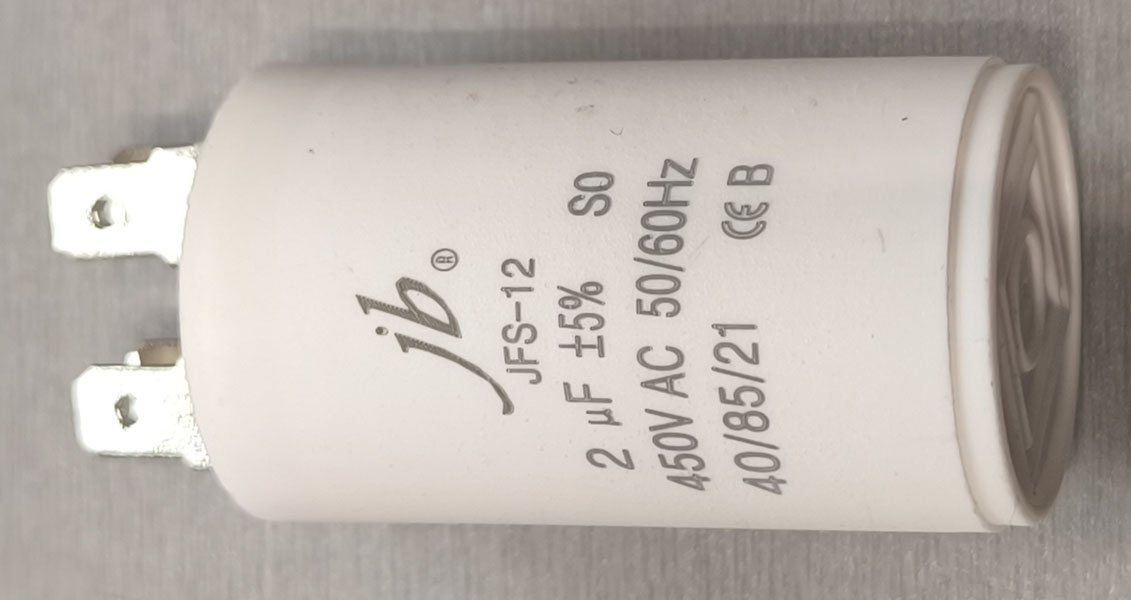 jb®
JFS-12
2 µF ±5% S0
450V AC 50/60Hz
40/85/21 CE B